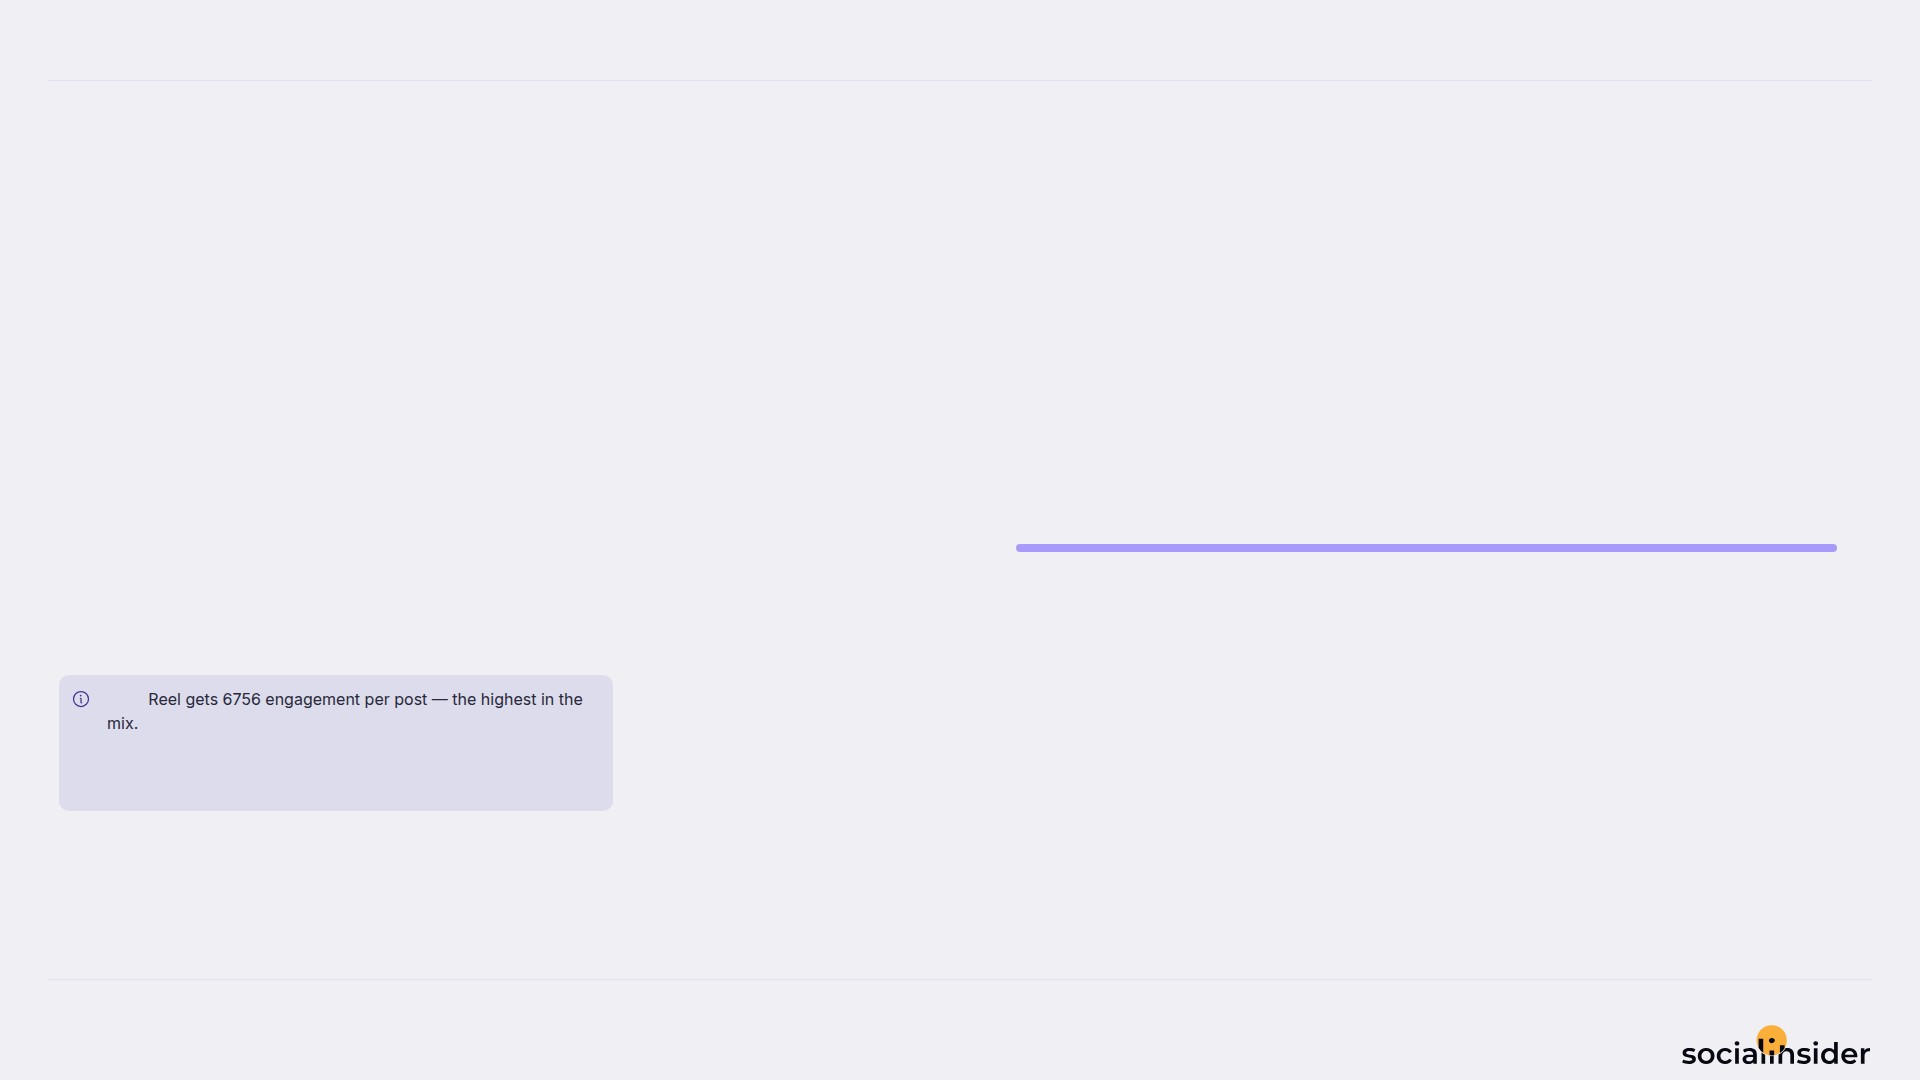 Reel gets 6756 engagement per post — the highest in the
mix.
socialinsider